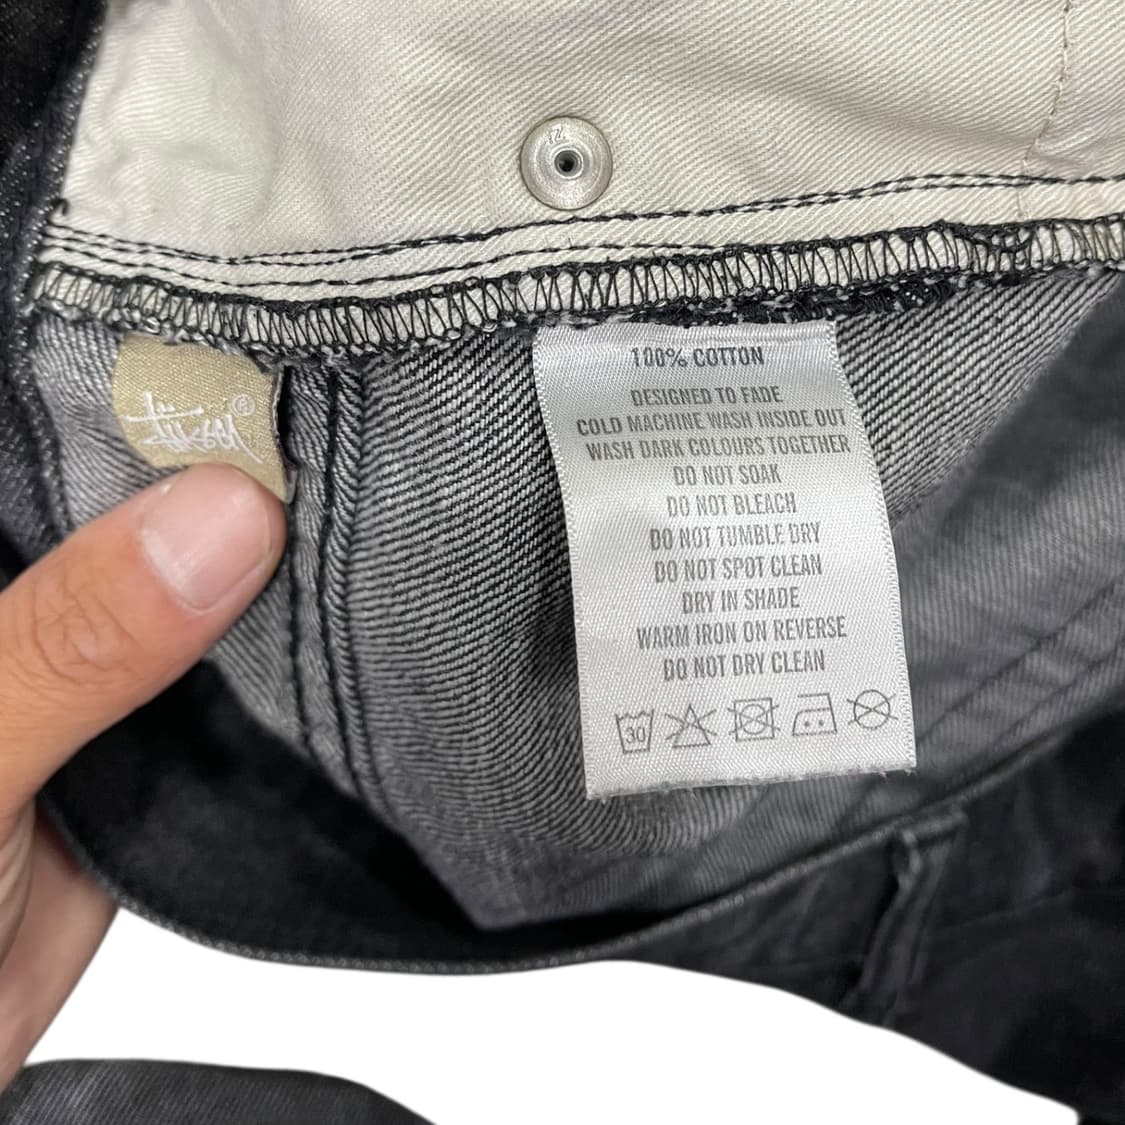 Stüssy®
100% COTTON
DESIGNED TO FADE
COLD MACHINE WASH INSIDE OUT
WASH DARK COLOURS TOGETHER
DO NOT SOAK
DO NOT BLEACH
DO NOT TUMBLE DRY
DO NOT SPOT CLEAN
DRY IN SHADE
WARM IRON ON REVERSE
DO NOT DRY CLEAN
30